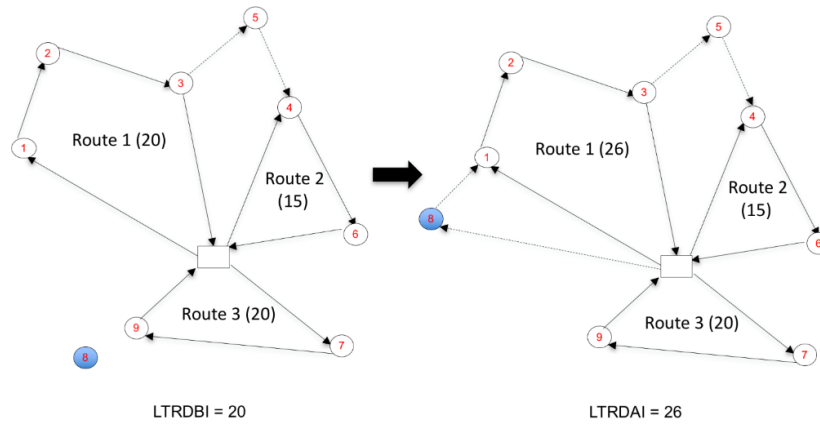 5
2
3
4
1
Route 1 (20)
Route 2
(15)
6
9
Route 3 (20)
7
8
LTRDBI = 20
5
2
3
4
1
Route 1 (26)
Route 2
(15)
8
6
9
Route 3 (20)
7
LTRDAI = 26